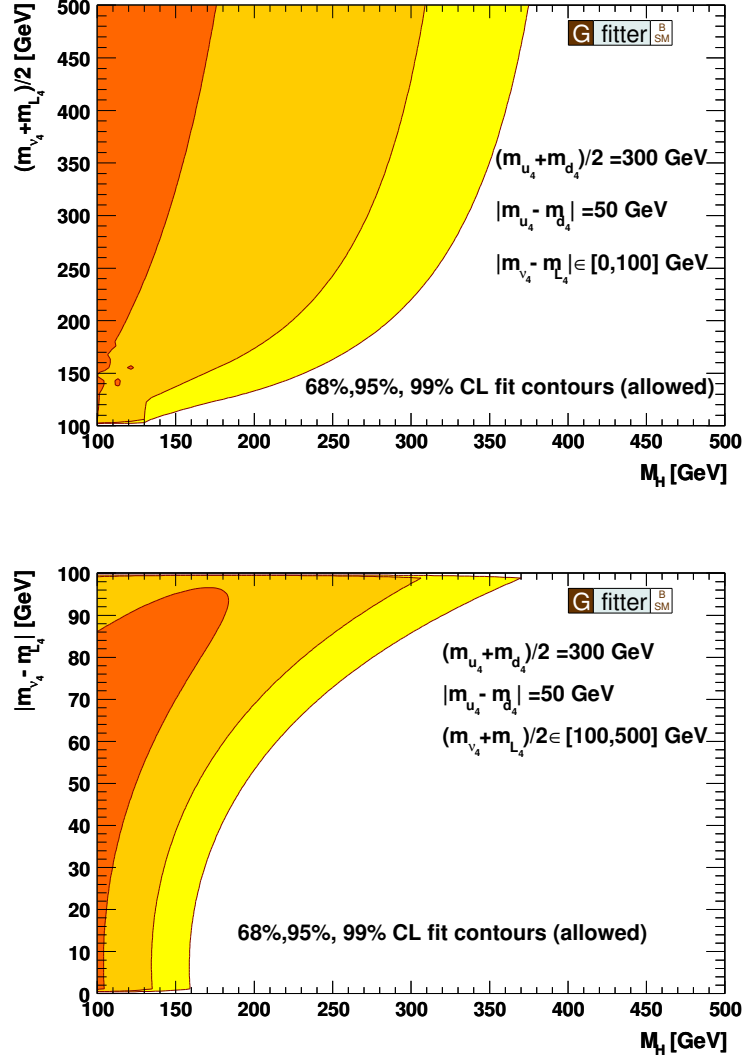 500
450
400
350
300
250
200
150
100
(m_ν4+m_L4)/2 [GeV]
G fitter B SM
(m_u4+m_d4)/2 =300 GeV
|m_u4- m_d4| =50 GeV
|m_ν4- m_L4|∈ [0,100] GeV
68%,95%, 99% CL fit contours (allowed)
100 150 200 250 300 350 400 450 500
M_H [GeV]
100
90
80
70
60
50
40
30
20
10
0
|m_ν4- m_L4| [GeV]
G fitter B SM
(m_u4+m_d4)/2 =300 GeV
|m_u4- m_d4| =50 GeV
(m_ν4+m_L4)/2∈ [100,500] GeV
68%,95%, 99% CL fit contours (allowed)
100 150 200 250 300 350 400 450 500
M_H [GeV]